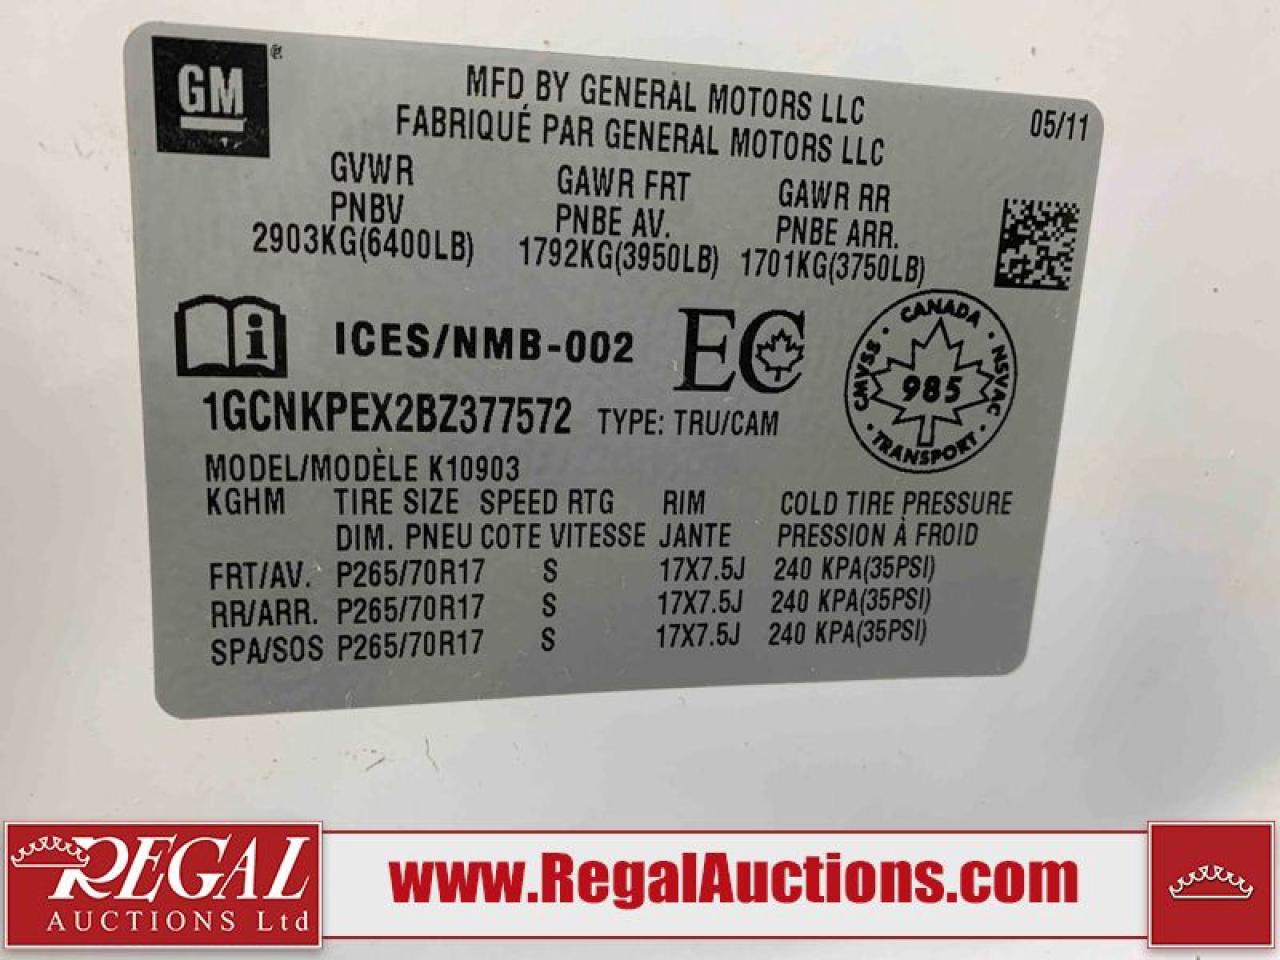 GM
MFD BY GENERAL MOTORS LLC
FABRIQUÉ PAR GENERAL MOTORS LLC
05/11
GVWR GAWR FRT GAWR RR
PNBV PNBE AV. PNBE ARR.
2903KG(6400LB) 1792KG(3950LB) 1701KG(3750LB)
i ICES/NMB-002 EC
CANADA
CMVSS 985 NSVAC
TRANSPORT
1GCNKPEX2BZ377572 TYPE: TRU/CAM
MODEL/MODÈLE K10903
KGHM TIRE SIZE SPEED RTG RIM COLD TIRE PRESSURE
DIM. PNEU COTE VITESSE JANTE PRESSION À FROID
FRT/AV. P265/70R17 S 17X7.5J 240 KPA(35PSI)
RR/ARR. P265/70R17 S 17X7.5J 240 KPA(35PSI)
SPA/SOS P265/70R17 S 17X7.5J 240 KPA(35PSI)
REGAL
AUCTIONS Ltd
www.RegalAuctions.com